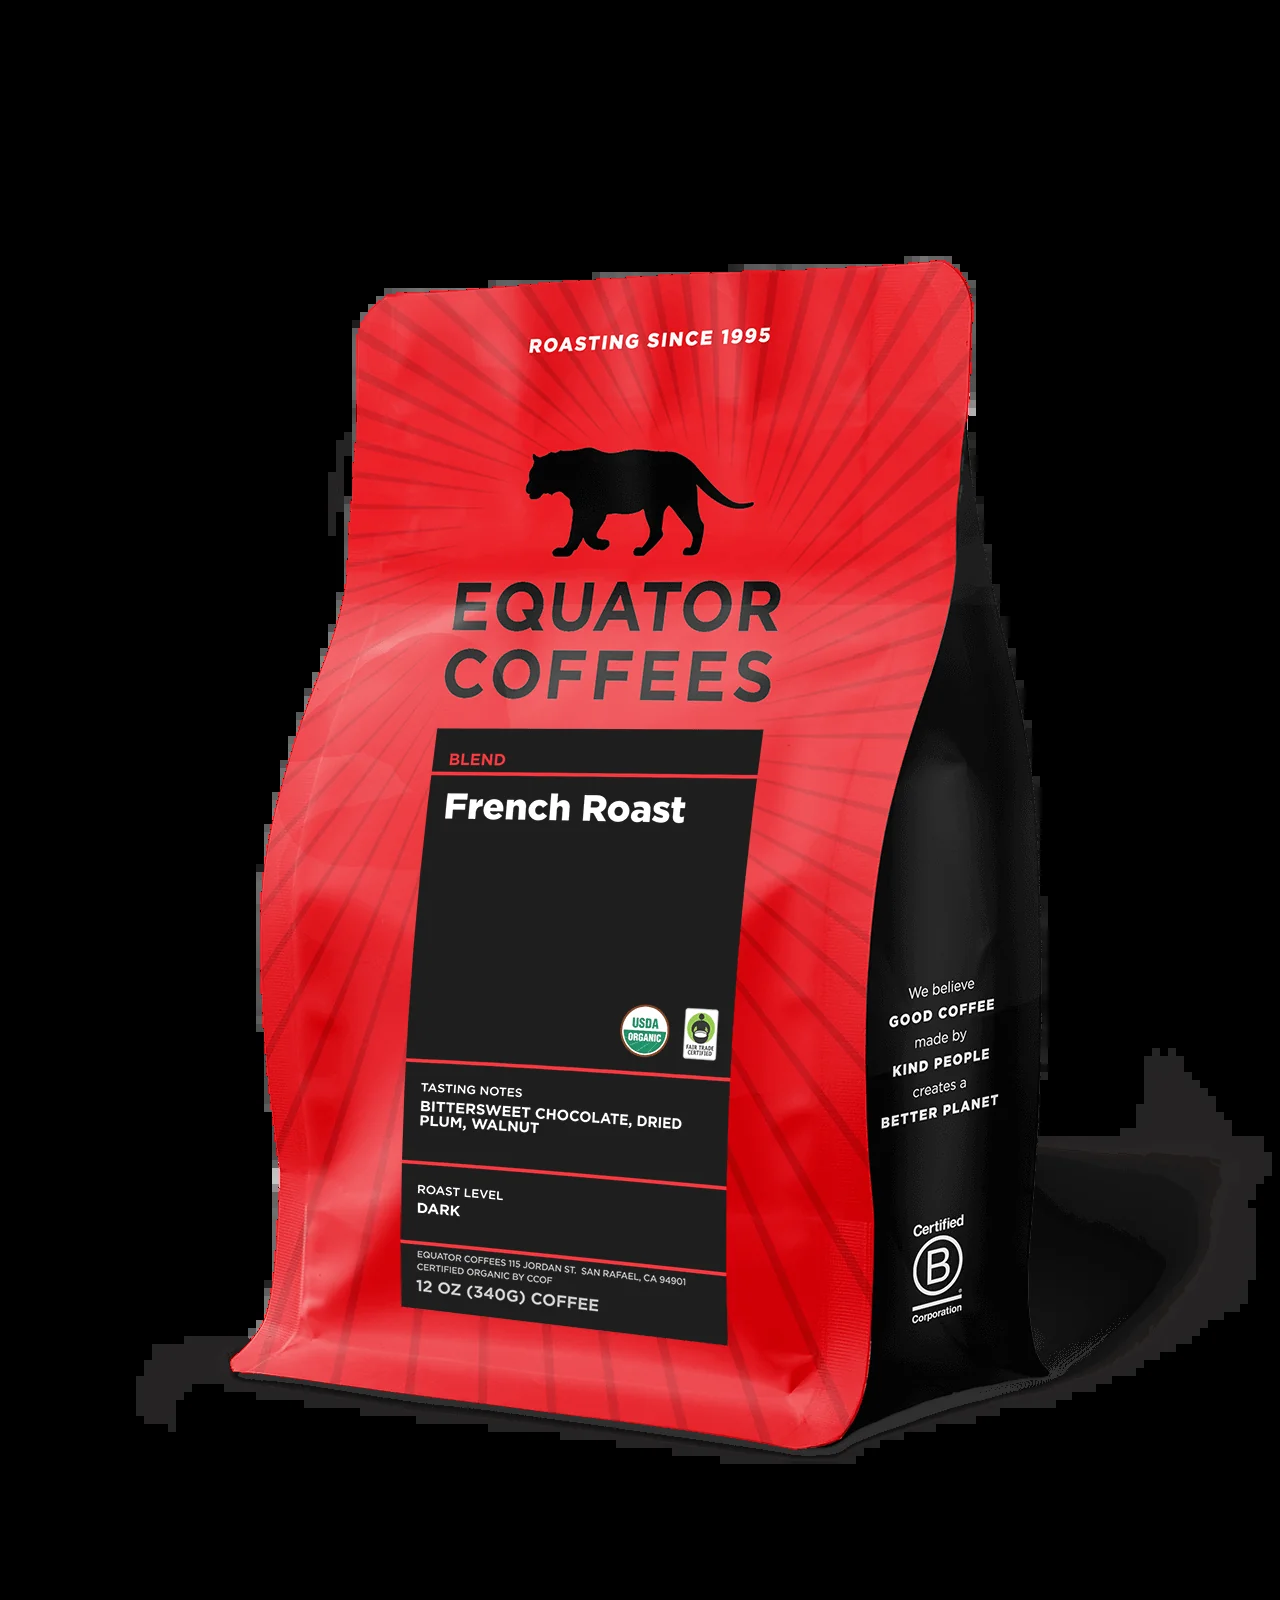 ROASTING SINCE 1995
EQUATOR
COFFEES
BLEND
French Roast
USDA
ORGANIC
FAIR TRADE
CERTIFIED
TASTING NOTES
BITTERSWEET CHOCOLATE, DRIED
PLUM, WALNUT
ROAST LEVEL
DARK
EQUATOR COFFEES 115 JORDAN ST. SAN RAFAEL, CA 94901
CERTIFIED ORGANIC BY CCOF
12 OZ (340G) COFFEE
We believe
GOOD COFFEE
made by
KIND PEOPLE
creates a
BETTER PLANET
Certified
B
Corporation